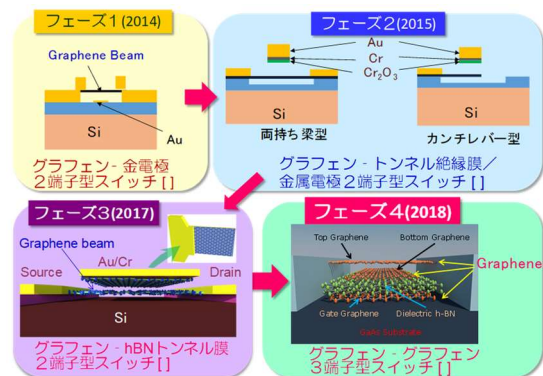 フェーズ1(2014)
Graphene Beam
Si
Au
グラフェン - 金電極
2端子型スイッチ[ ]
フェーズ2(2015)
Au
Cr
Cr2O3
Si
両持ち梁型
カンチレバー型
グラフェン - トンネル絶縁膜/
金属電極2端子型スイッチ[ ]
フェーズ3(2017)
Graphene beam
Au/Cr
Source
Drain
Si
グラフェン - hBNトンネル膜
2端子型スイッチ[ ]
フェーズ4(2018)
Top Graphene
Bottom Graphene
Graphene
Gate Graphene
Dielectric h-BN
GaAs Substrate
グラフェン - グラフェン
3端子型スイッチ[ ]